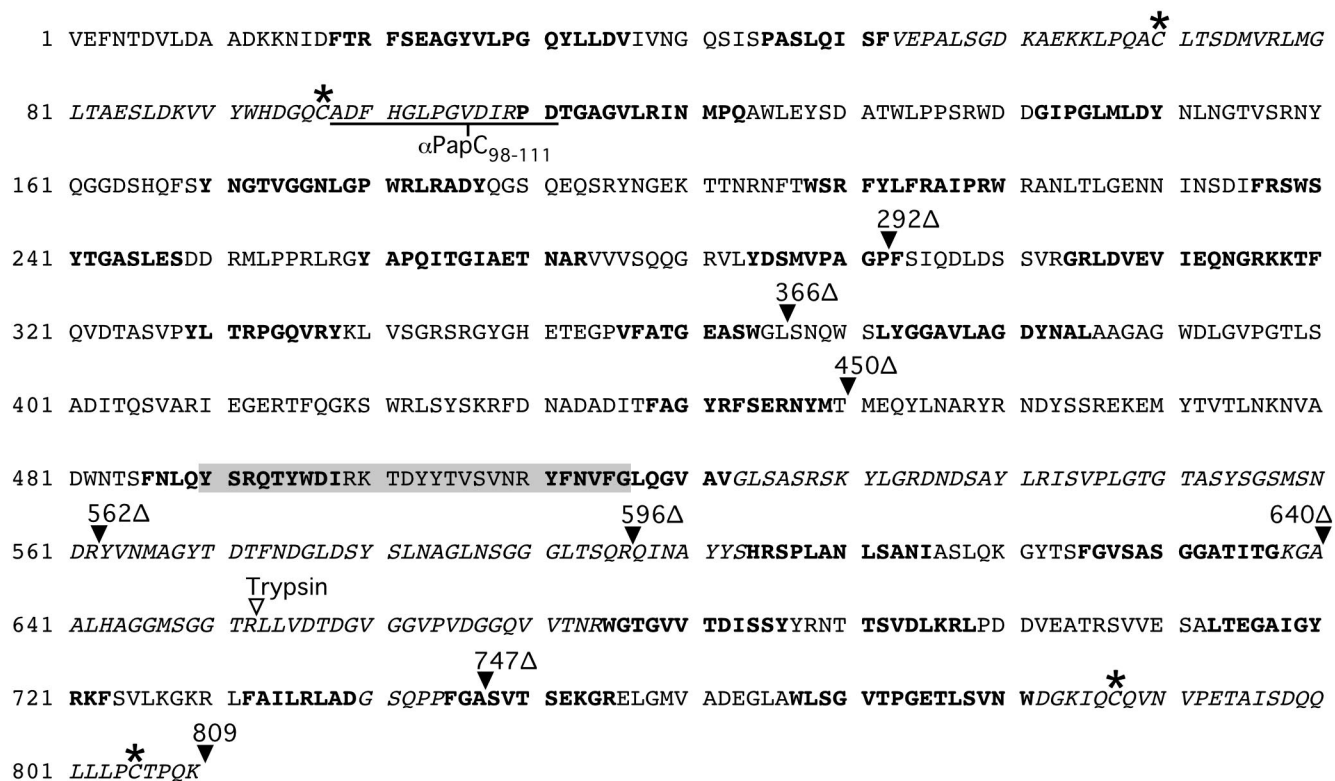 *
1 VEFNTDVLDA ADKKNIDFTR FSEAGYVLPG QYLLDVIVNG QSISPASLQI SFVEPALSGD KAEKKLPQAC LTSDMVRLMG
*
81 LTAESLDKVV YWHDGQCADF HGLPGVDIRP DTGAGVLRIN MPQAWLEYSD ATWLPPSRWD DGIPGLMLDY NLNGTVSRNY
αPapC98-111
161 QGGDSHQFSY NGTVGGNLGP WRLRADYQGS QEQSRYNGEK TTNRNFTWSR FYLFRAIPRW RANLTLGENN INSDIFRSWS
292Δ
241 YTGASLESDD RMLPPRLRGY APQITGIAET NARVVVSQQG RVLYDSMVPA GPFSIQDLDS SVRGRLDVEV IEQNGRKKTF
366Δ
321 QVDTASVPYL TRPGQVRYKL VSGRSRGYGH ETEGPVFATG EASWGLSNQW SLYGGAVLAG DYNALAAGAG WDLGVPGTLS
450Δ
401 ADITQSVARI EGERTFQGKS WRLSYSKRFD NADADITFAG YRFSERNYMT MEQYLNARYR NDYSSREKEM YTVTLNKNVA
481 DWNTSFNLQY SRQTYWDIRK TDYYTVSVNR YFNVFGLQGV AVGLSASRSK YLGRDNDSAY LRISVPLGTG TASYSGSMSN
562Δ 596Δ 640Δ
561 DRYVNMAGYT DTFNDGLDSY SLNAGLNSGG GLTSQRQINA YYSHRSPLAN LSANIASLQK GYTSFGVSAS GGATITGKGA
Trypsin
641 ALHAGGMSGG TRLLVDTDGV GGVPVDGGQV VTNRWGTGVV TDISSYYRNT TSVDLKRLPD DVEATRSVVE SALTEGAIGY
747Δ
721 RKFSVLKGKR LFAILRLADG SQPPFGASVT SEKGRELGMV ADEGLAWLSG VTPGETLSVN WDGKIQCQVN VPETAISDQQ
*
* 809
801 LLLPCTPQK